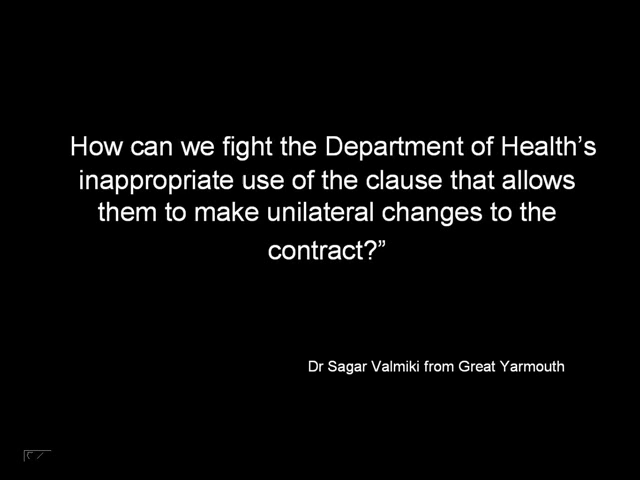 How can we fight the Department of Health’s
inappropriate use of the clause that allows
them to make unilateral changes to the
contract?”
Dr Sagar Valmiki from Great Yarmouth